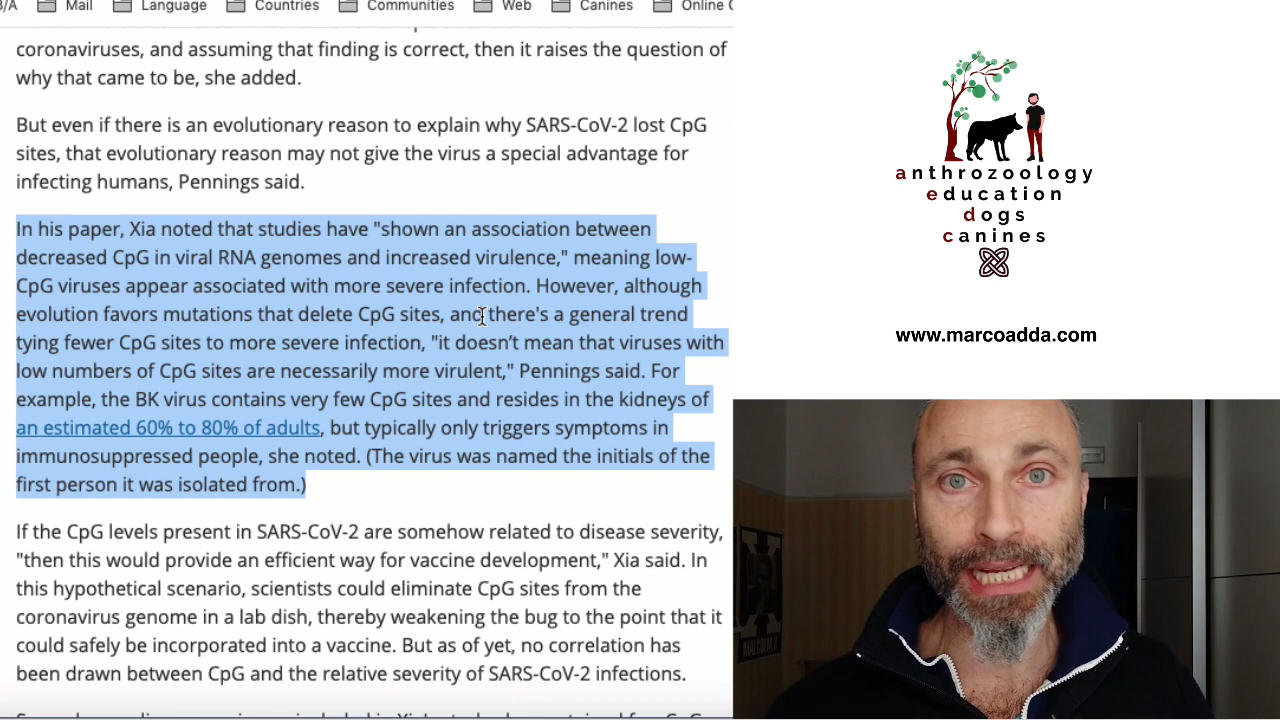 Mail Language Countries Communities Web Canines Online
coronaviruses, and assuming that finding is correct, then it raises the question of
why that came to be, she added.
But even if there is an evolutionary reason to explain why SARS-CoV-2 lost CpG
sites, that evolutionary reason may not give the virus a special advantage for
infecting humans, Pennings said.
In his paper, Xia noted that studies have "shown an association between
decreased CpG in viral RNA genomes and increased virulence," meaning low-
CpG viruses appear associated with more severe infection. However, although
evolution favors mutations that delete CpG sites, and there's a general trend
tying fewer CpG sites to more severe infection, "it doesn’t mean that viruses with
low numbers of CpG sites are necessarily more virulent," Pennings said. For
example, the BK virus contains very few CpG sites and resides in the kidneys of
an estimated 60% to 80% of adults, but typically only triggers symptoms in
immunosuppressed people, she noted. (The virus was named the initials of the
first person it was isolated from.)
If the CpG levels present in SARS-CoV-2 are somehow related to disease severity,
"then this would provide an efficient way for vaccine development," Xia said. In
this hypothetical scenario, scientists could eliminate CpG sites from the
coronavirus genome in a lab dish, thereby weakening the bug to the point that it
could safely be incorporated into a vaccine. But as of yet, no correlation has
been drawn between CpG and the relative severity of SARS-CoV-2 infections.
anthrozoology
education
dogs
canines
www.marcoadda.com
MALCOLM X